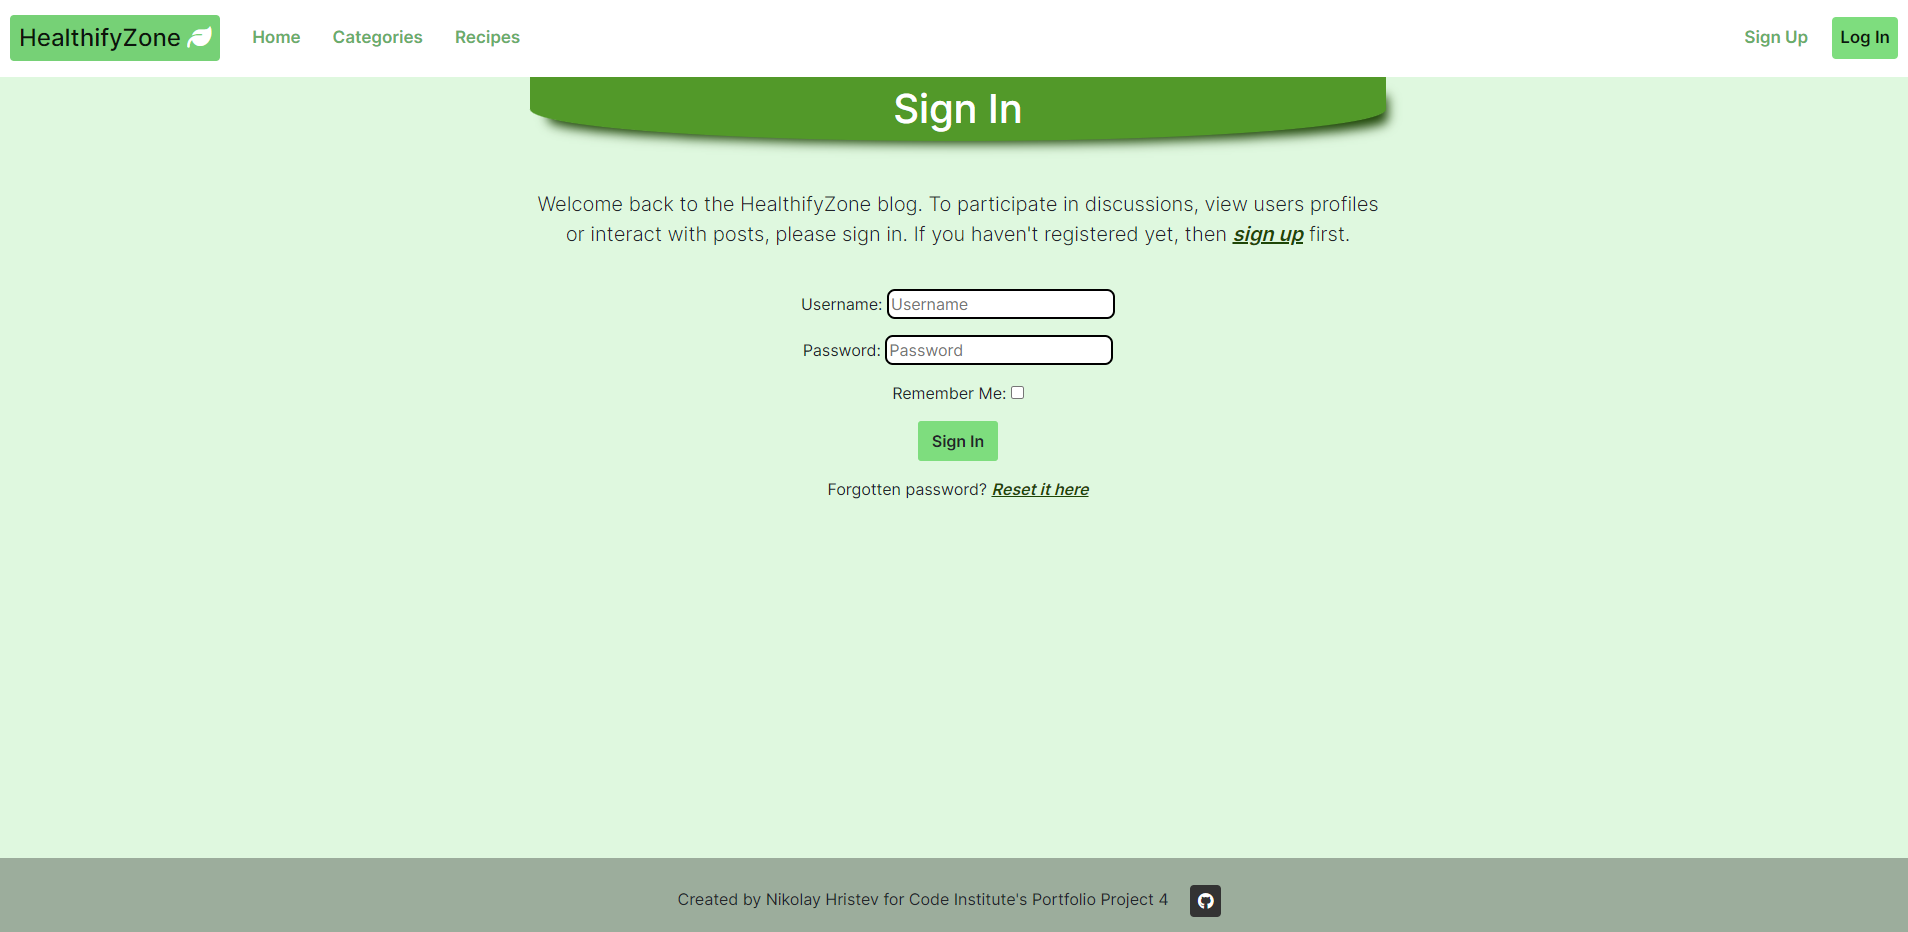 HealthifyZone
Home
Categories
Recipes
Sign Up
Log In
Sign In
Welcome back to the HealthifyZone blog. To participate in discussions, view users profiles
or interact with posts, please sign in. If you haven't registered yet, then sign up first.
Username: Username
Password: Password
Remember Me:
Sign In
Forgotten password? Reset it here
Created by Nikolay Hristev for Code Institute's Portfolio Project 4